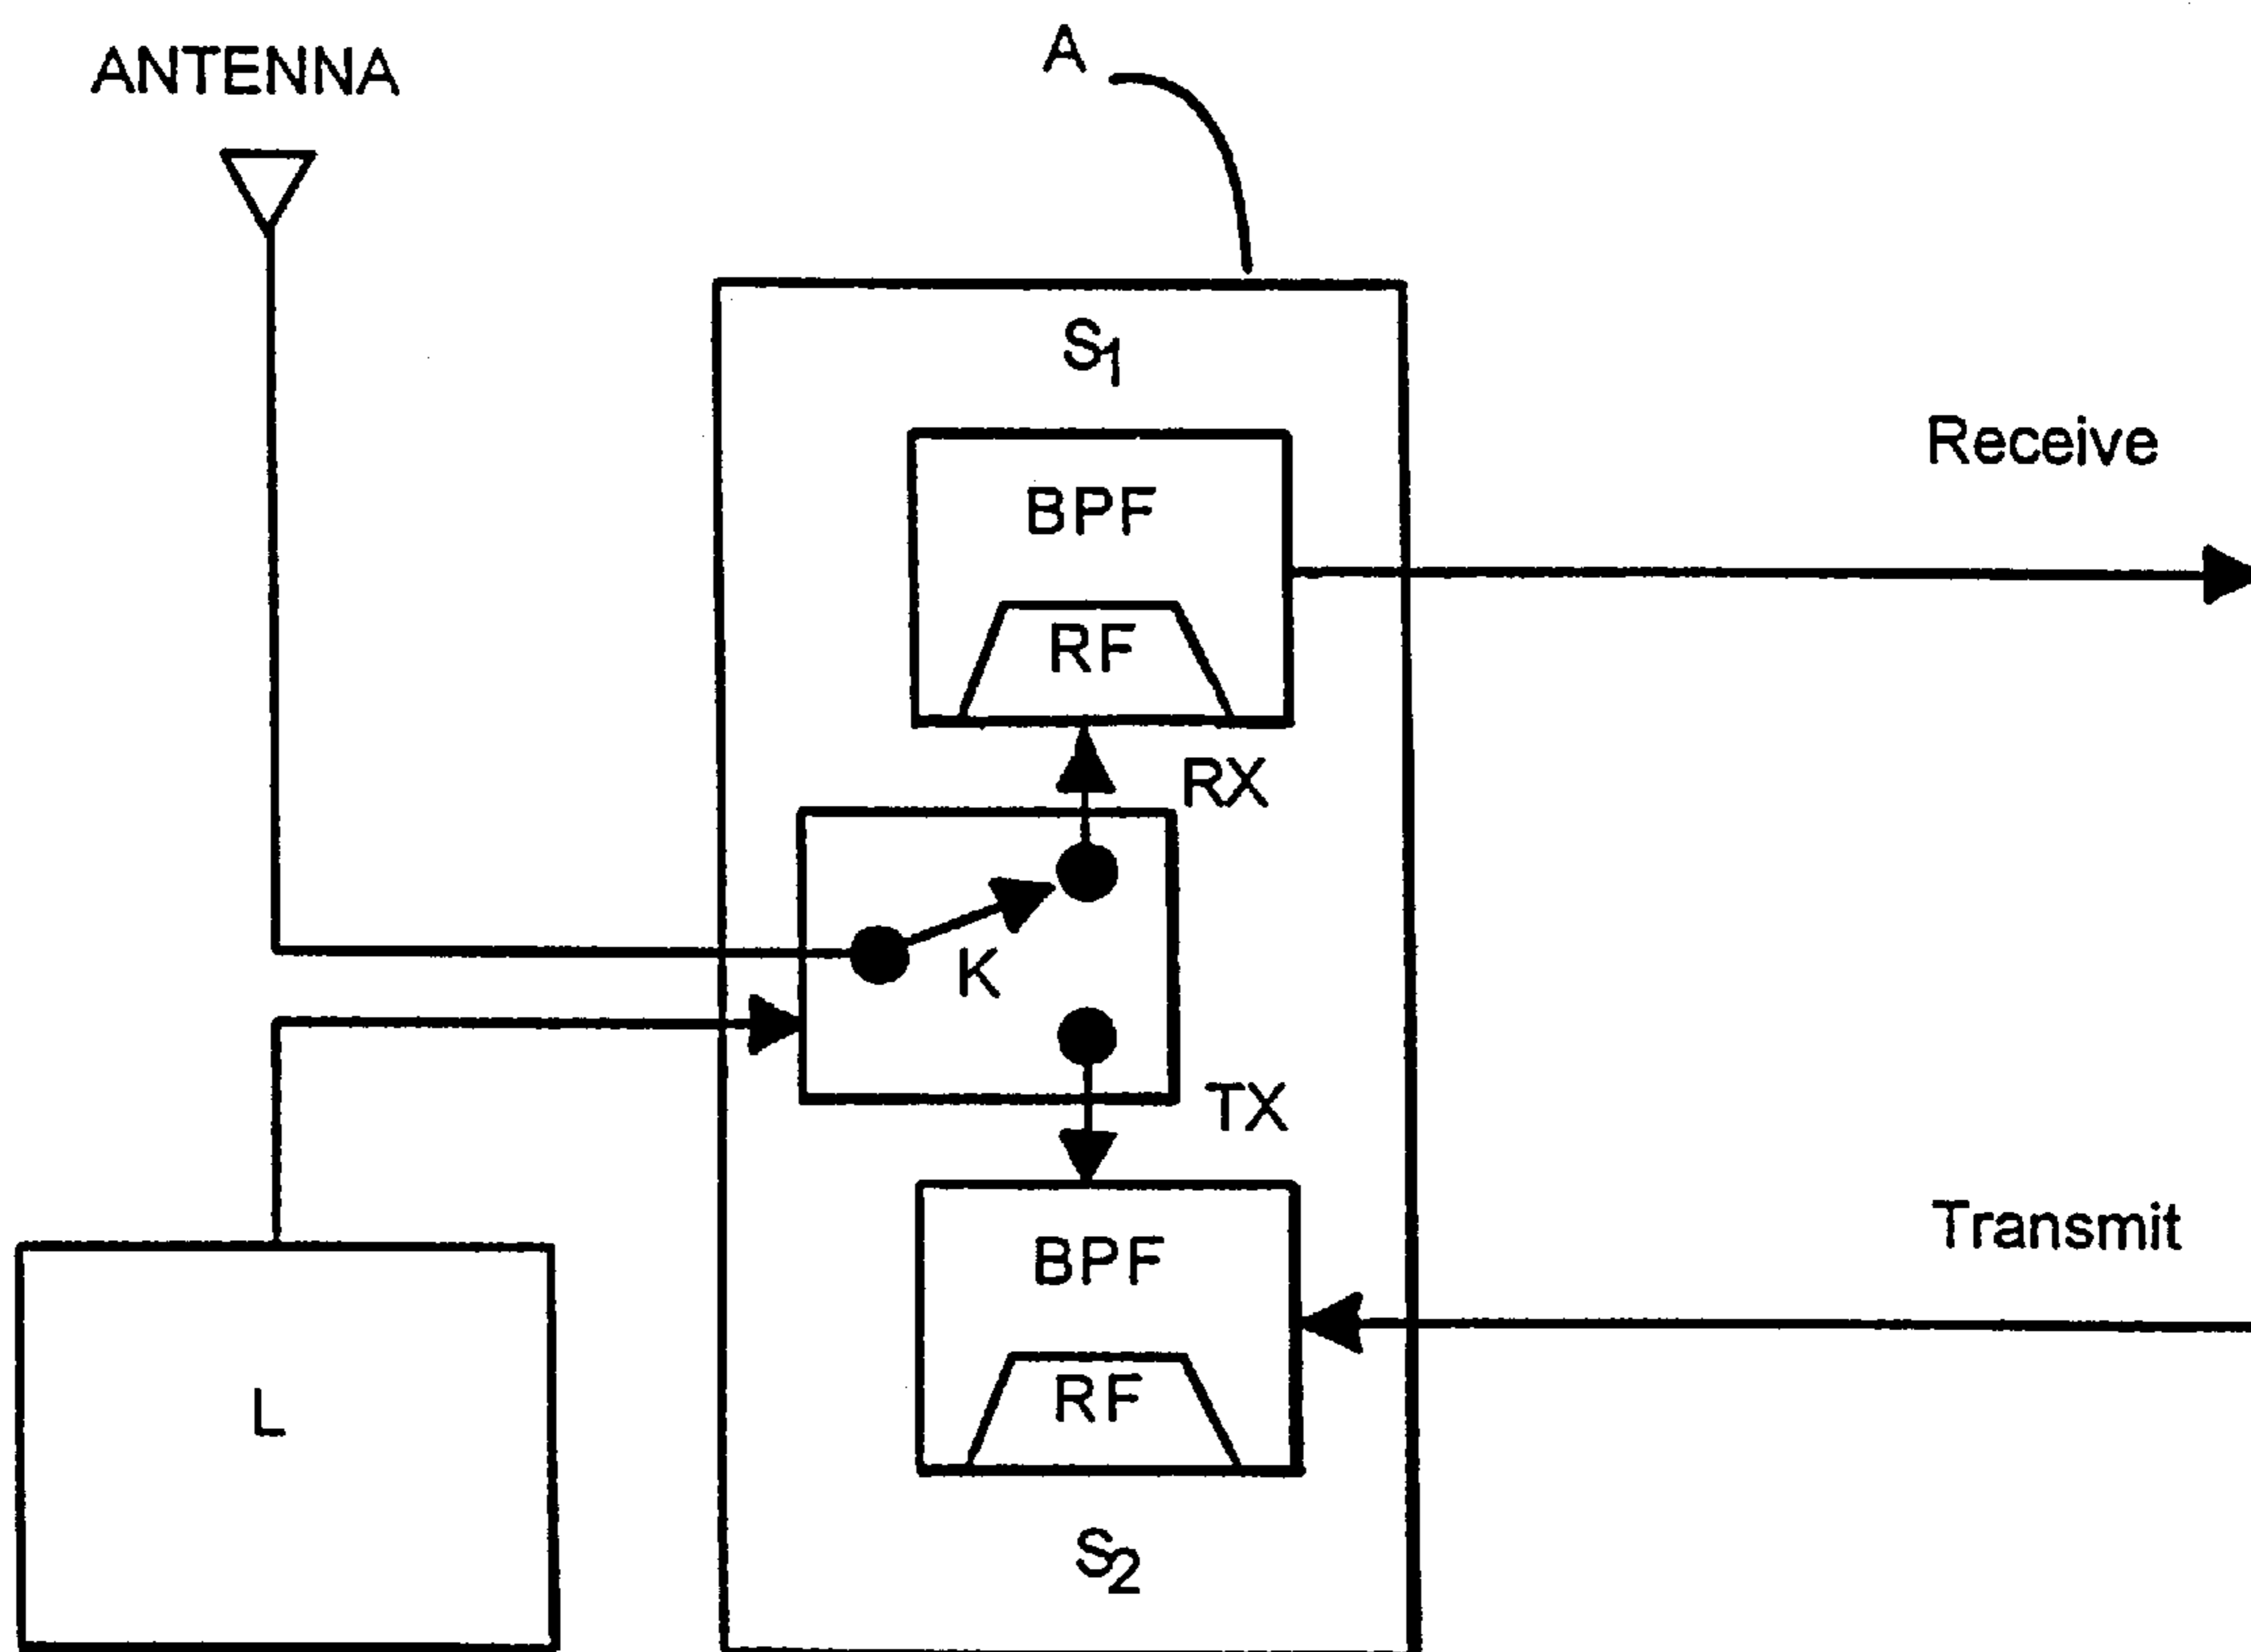 ANTENNA
A
S1
BPF
Receive
RF
RX
K
TX
Transmit
BPF
RF
L
S2